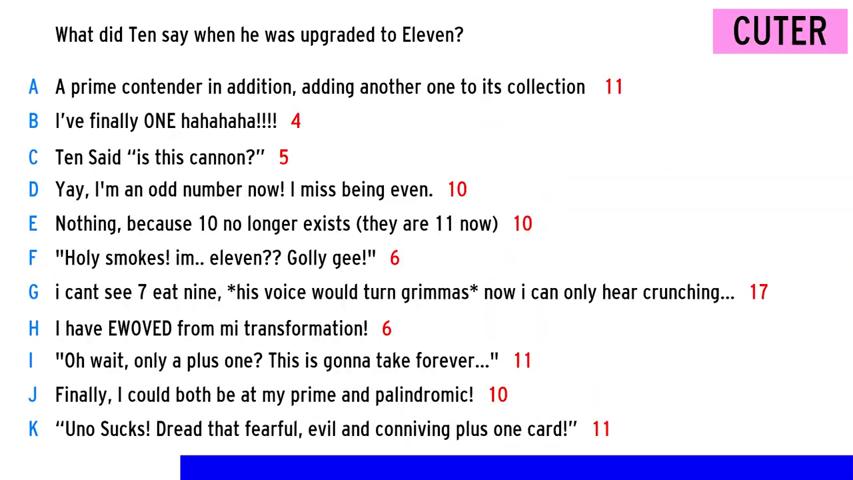 What did Ten say when he was upgraded to Eleven?
CUTER
A A prime contender in addition, adding another one to its collection 11
B I've finally ONE hahahaha!!!! 4
C Ten Said “is this cannon?” 5
D Yay, I'm an odd number now! I miss being even. 10
E Nothing, because 10 no longer exists (they are 11 now) 10
F "Holy smokes! im.. eleven?? Golly gee!" 6
G i cant see 7 eat nine, *his voice would turn grimmas* now i can only hear crunching... 17
H I have EWOVED from mi transformation! 6
I "Oh wait, only a plus one? This is gonna take forever..." 11
J Finally, I could both be at my prime and palindromic! 10
K “Uno Sucks! Dread that fearful, evil and conniving plus one card!” 11